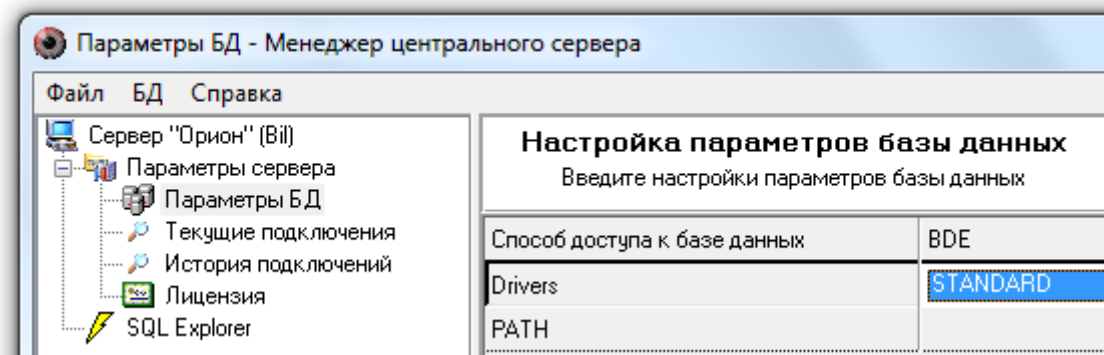 Параметры БД - Менеджер центрального сервера
Файл БД Справка
Сервер "Орион" (Bil)
Параметры сервера
Параметры БД
Текущие подключения
История подключений
Лицензия
SQL Explorer
Настройка параметров базы данных
Введите настройки параметров базы данных
Способ доступа к базе данных BDE
Drivers STANDARD
PATH